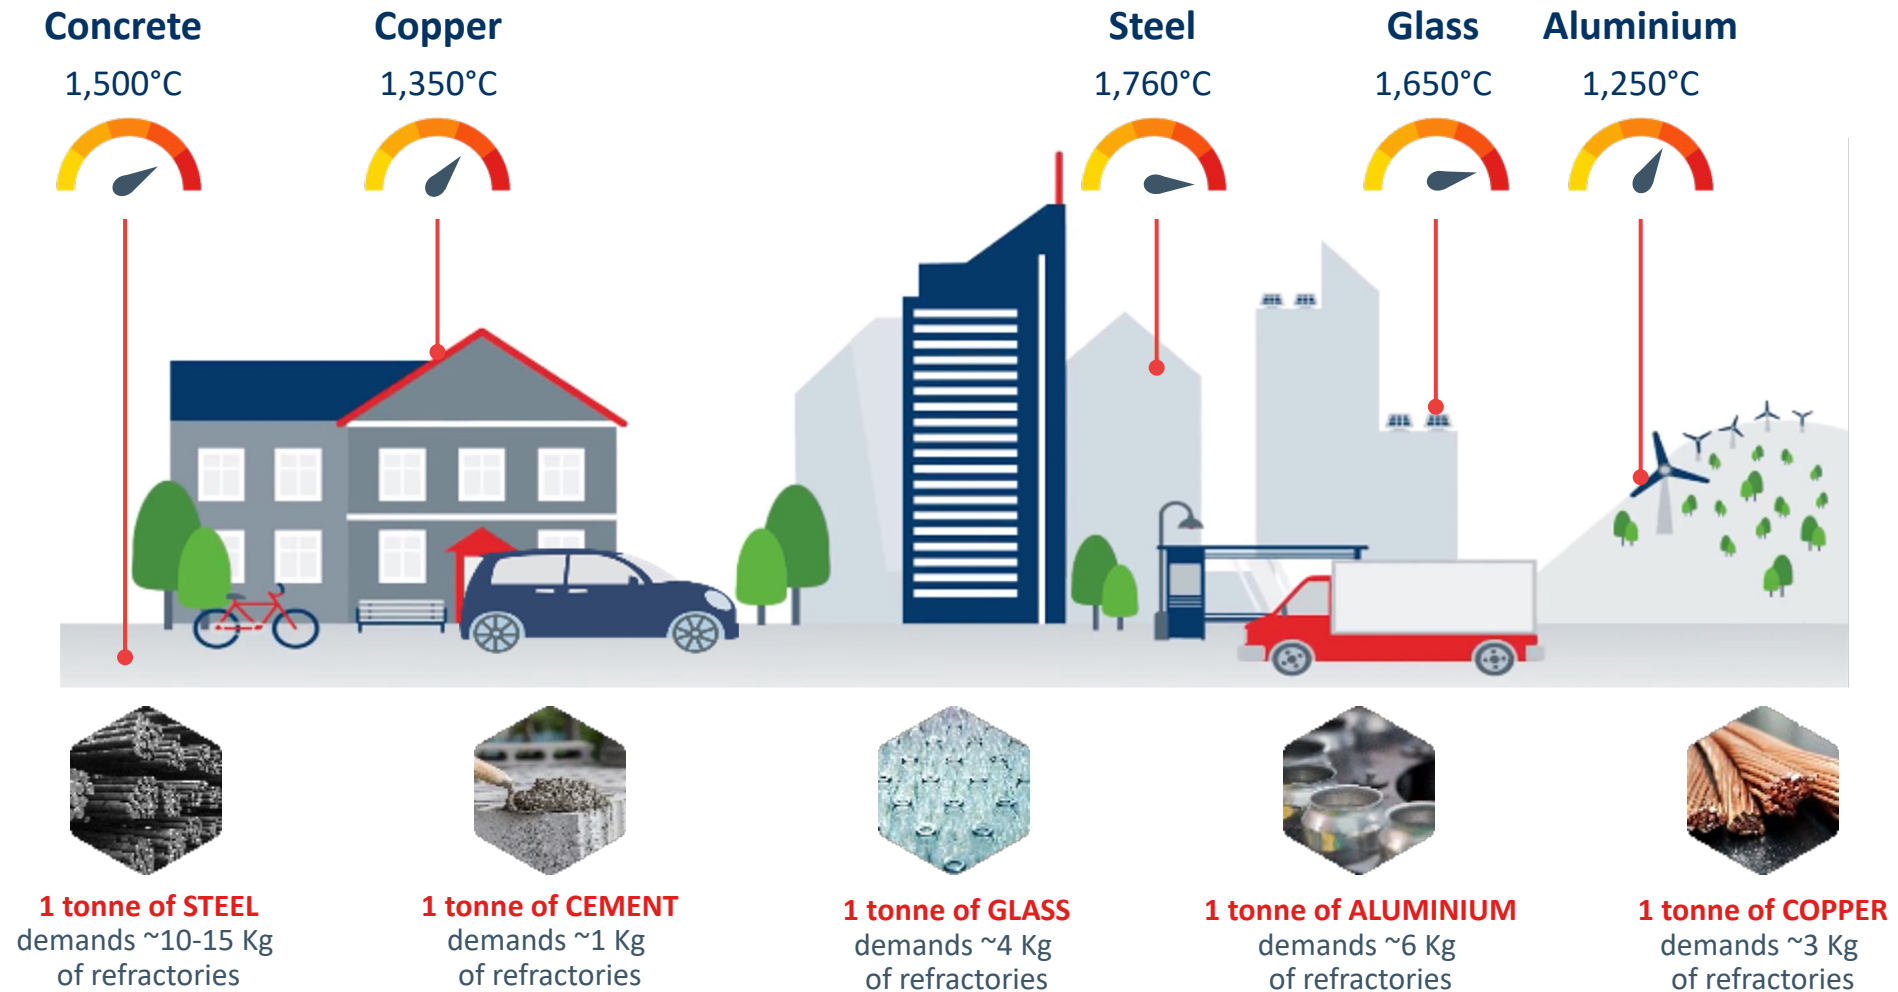 Concrete
1,500°C
Copper
1,350°C
Steel
1,760°C
Glass
1,650°C
Aluminium
1,250°C
1 tonne of STEEL
demands ~10-15 Kg
of refractories
1 tonne of CEMENT
demands ~1 Kg
of refractories
1 tonne of GLASS
demands ~4 Kg
of refractories
1 tonne of ALUMINIUM
demands ~6 Kg
of refractories
1 tonne of COPPER
demands ~3 Kg
of refractories